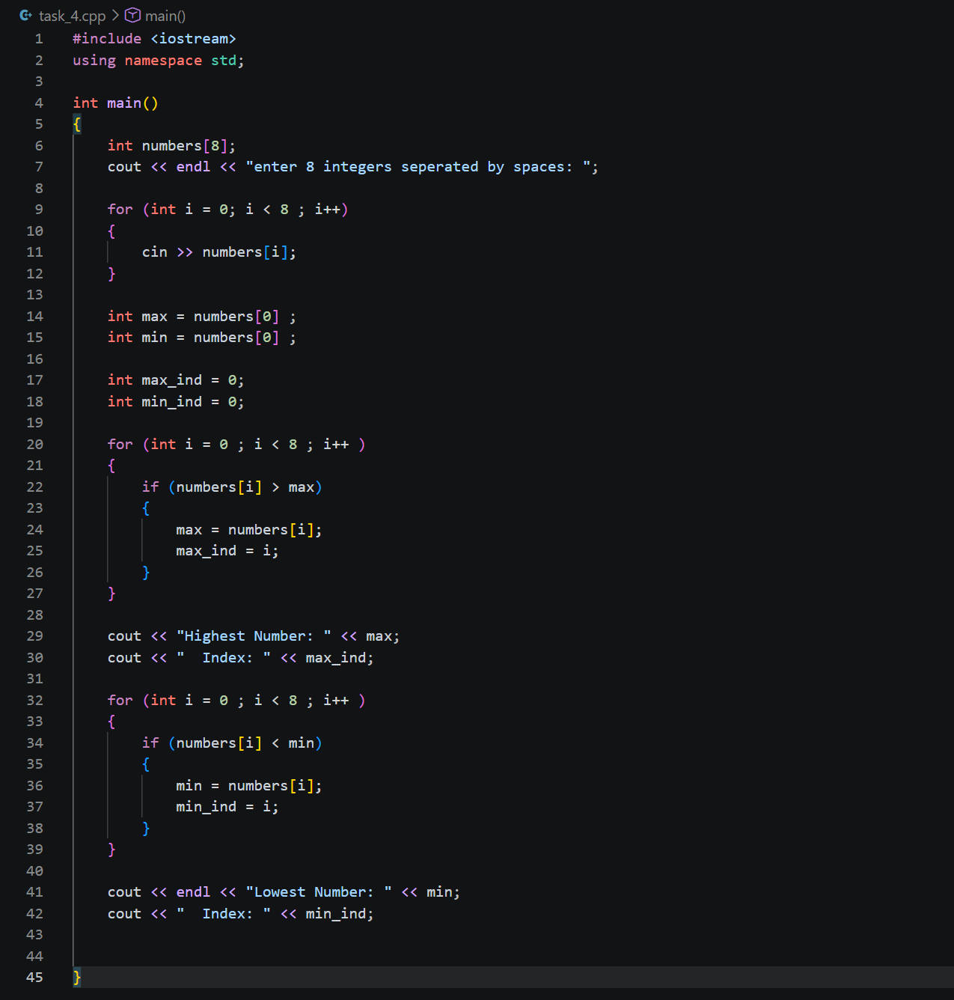 task_4.cpp > main()
1 #include <iostream>
2 using namespace std;
3
4 int main()
5 {
6     int numbers[8];
7     cout << endl << "enter 8 integers seperated by spaces: ";
8
9     for (int i = 0; i < 8 ; i++)
10     {
11         cin >> numbers[i];
12     }
13
14     int max = numbers[0] ;
15     int min = numbers[0] ;
16
17     int max_ind = 0;
18     int min_ind = 0;
19
20     for (int i = 0 ; i < 8 ; i++ )
21     {
22         if (numbers[i] > max)
23         {
24             max = numbers[i];
25             max_ind = i;
26         }
27     }
28
29     cout << "Highest Number: " << max;
30     cout << "  Index: " << max_ind;
31
32     for (int i = 0 ; i < 8 ; i++ )
33     {
34         if (numbers[i] < min)
35         {
36             min = numbers[i];
37             min_ind = i;
38         }
39     }
40
41     cout << endl << "Lowest Number: " << min;
42     cout << "  Index: " << min_ind;
43
44
45 }